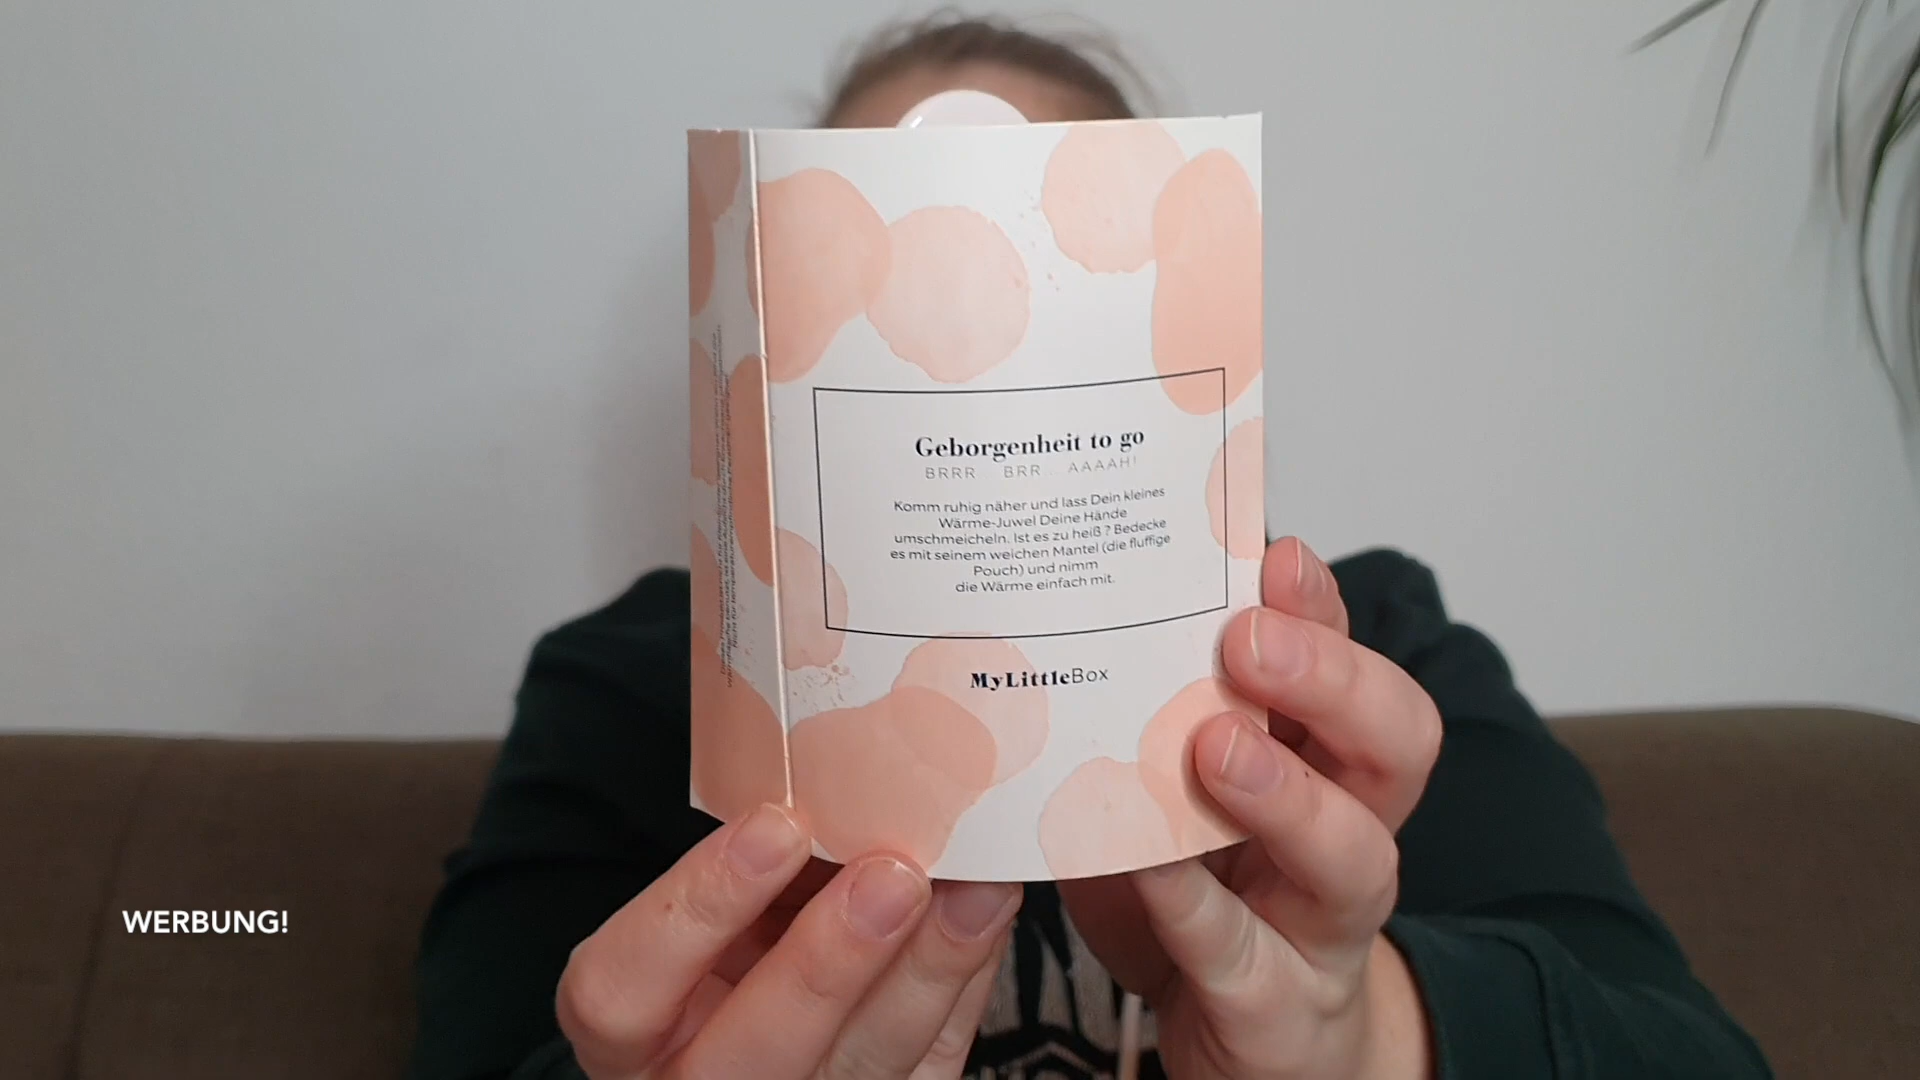 Geborgenheit to go
BRRR BRR... AAAAH!
Komm ruhig näher und lass Dein kleines
Wärme-Juwel Deine Hände
umschmeicheln. Ist es zu heiß ? Bedecke
es mit seinem weichen Mantel (die fluffige
Pouch) und nimm
die Wärme einfach mit.
MyLittleBox
WERBUNG!